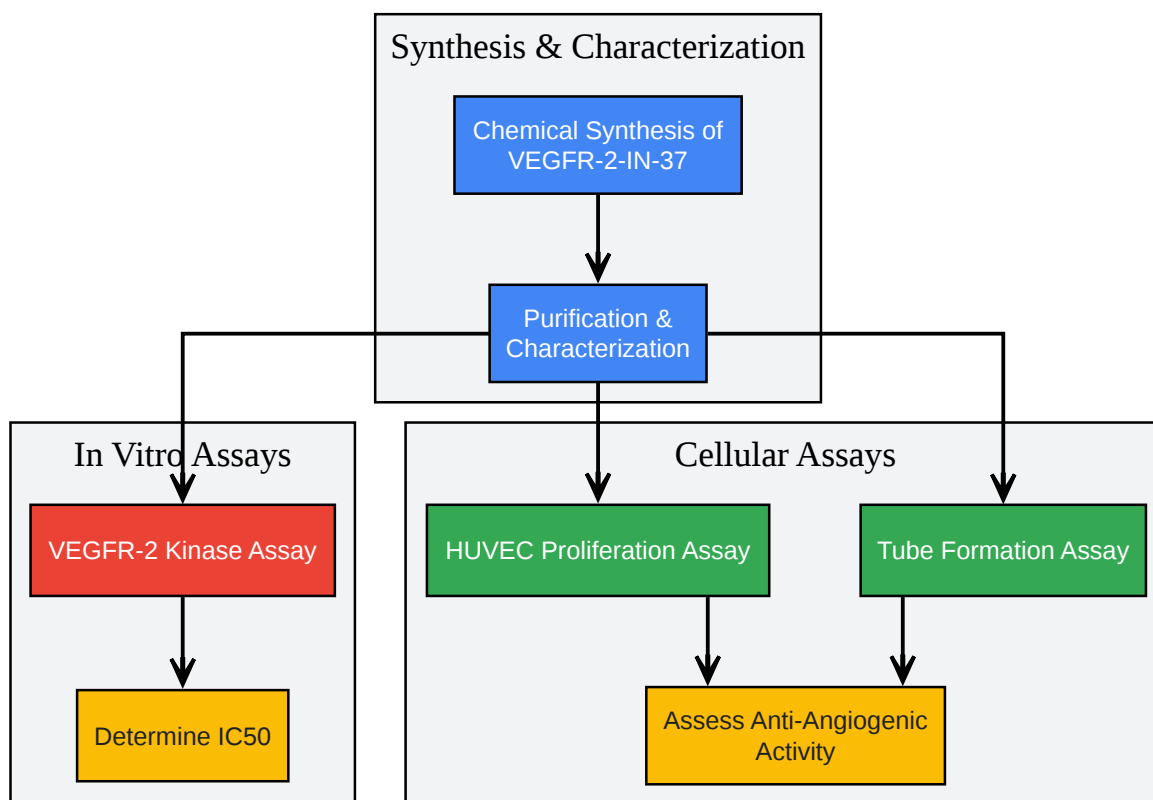 Synthesis & Characterization
Chemical Synthesis of
VEGFR-2-IN-37
Purification &
Characterization
In Vitro Assays
VEGFR-2 Kinase Assay
Determine IC50
Cellular Assays
HUVEC Proliferation Assay
Tube Formation Assay
Assess Anti-Angiogenic
Activity